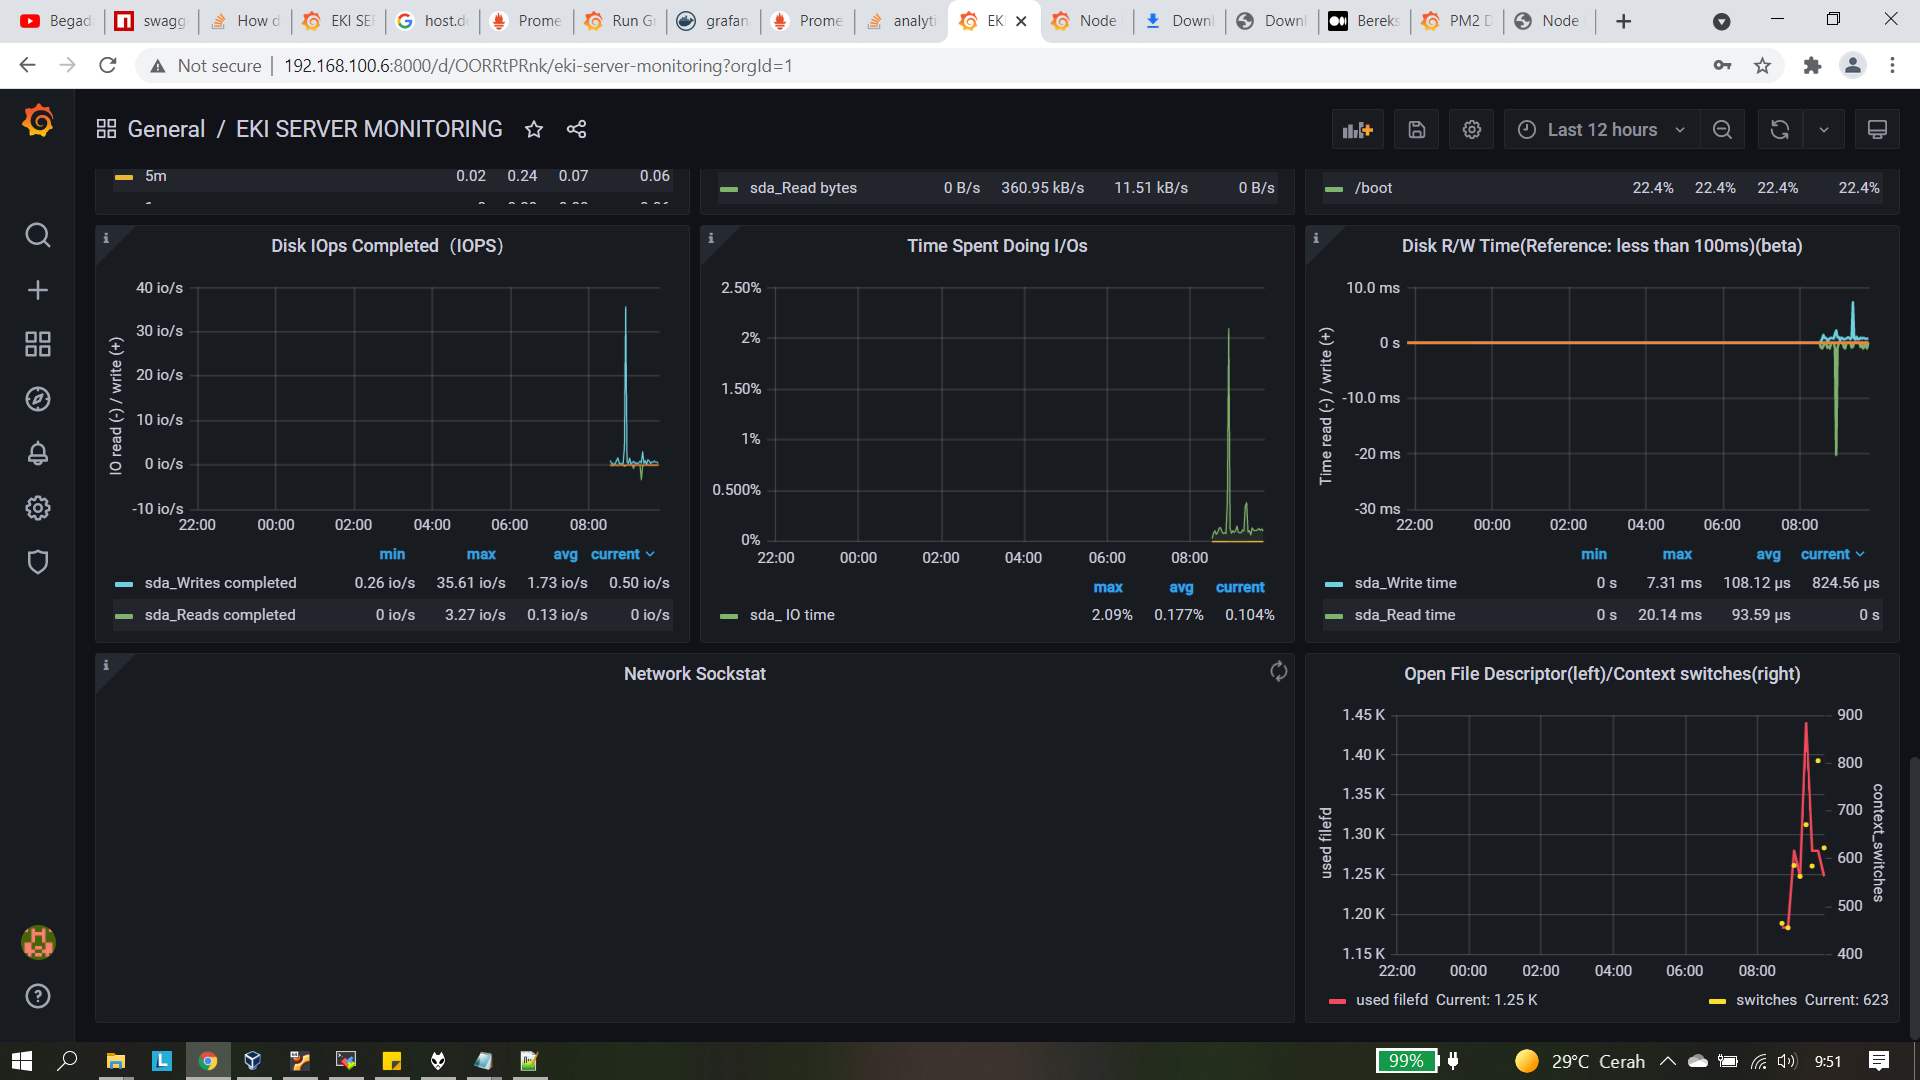 Begad
swagg
How d
EKI SEI
host.do
Prome
Run Gr
grafan
Prome
analyti
EKI
Node
Downl
Downl
Bereks
PM2 D
Node
Not secure
192.168.100.6:8000/d/OORRtPRnk/eki-server-monitoring?orgId=1
General / EKI SERVER MONITORING
Last 12 hours
5m 0.02 0.24 0.07 0.06
sda_Read bytes 0 B/s 360.95 kB/s 11.51 kB/s 0 B/s
/boot 22.4% 22.4% 22.4% 22.4%
Disk IOps Completed（IOPS）
IO read (-) / write (+)
40 io/s
30 io/s
20 io/s
10 io/s
0 io/s
-10 io/s
22:00 00:00 02:00 04:00 06:00 08:00
min max avg current
sda_Writes completed 0.26 io/s 35.61 io/s 1.73 io/s 0.50 io/s
sda_Reads completed 0 io/s 3.27 io/s 0.13 io/s 0 io/s
Time Spent Doing I/Os
2.50%
2%
1.50%
1%
0.500%
0%
22:00 00:00 02:00 04:00 06:00 08:00
max avg current
sda_ IO time 2.09% 0.177% 0.104%
Disk R/W Time(Reference: less than 100ms)(beta)
Time read (-) / write (+)
10.0 ms
0 s
-10.0 ms
-20 ms
-30 ms
22:00 00:00 02:00 04:00 06:00 08:00
min max avg current
sda_Write time 0 s 7.31 ms 108.12 µs 824.56 µs
sda_Read time 0 s 20.14 ms 93.59 µs 0 s
Network Sockstat
Open File Descriptor(left)/Context switches(right)
used filefd
1.45 K
1.40 K
1.35 K
1.30 K
1.25 K
1.20 K
1.15 K
900
800
700
600
500
400
context_switches
22:00 00:00 02:00 04:00 06:00 08:00
used filefd Current: 1.25 K
switches Current: 623
99%
29°C Cerah
9:51